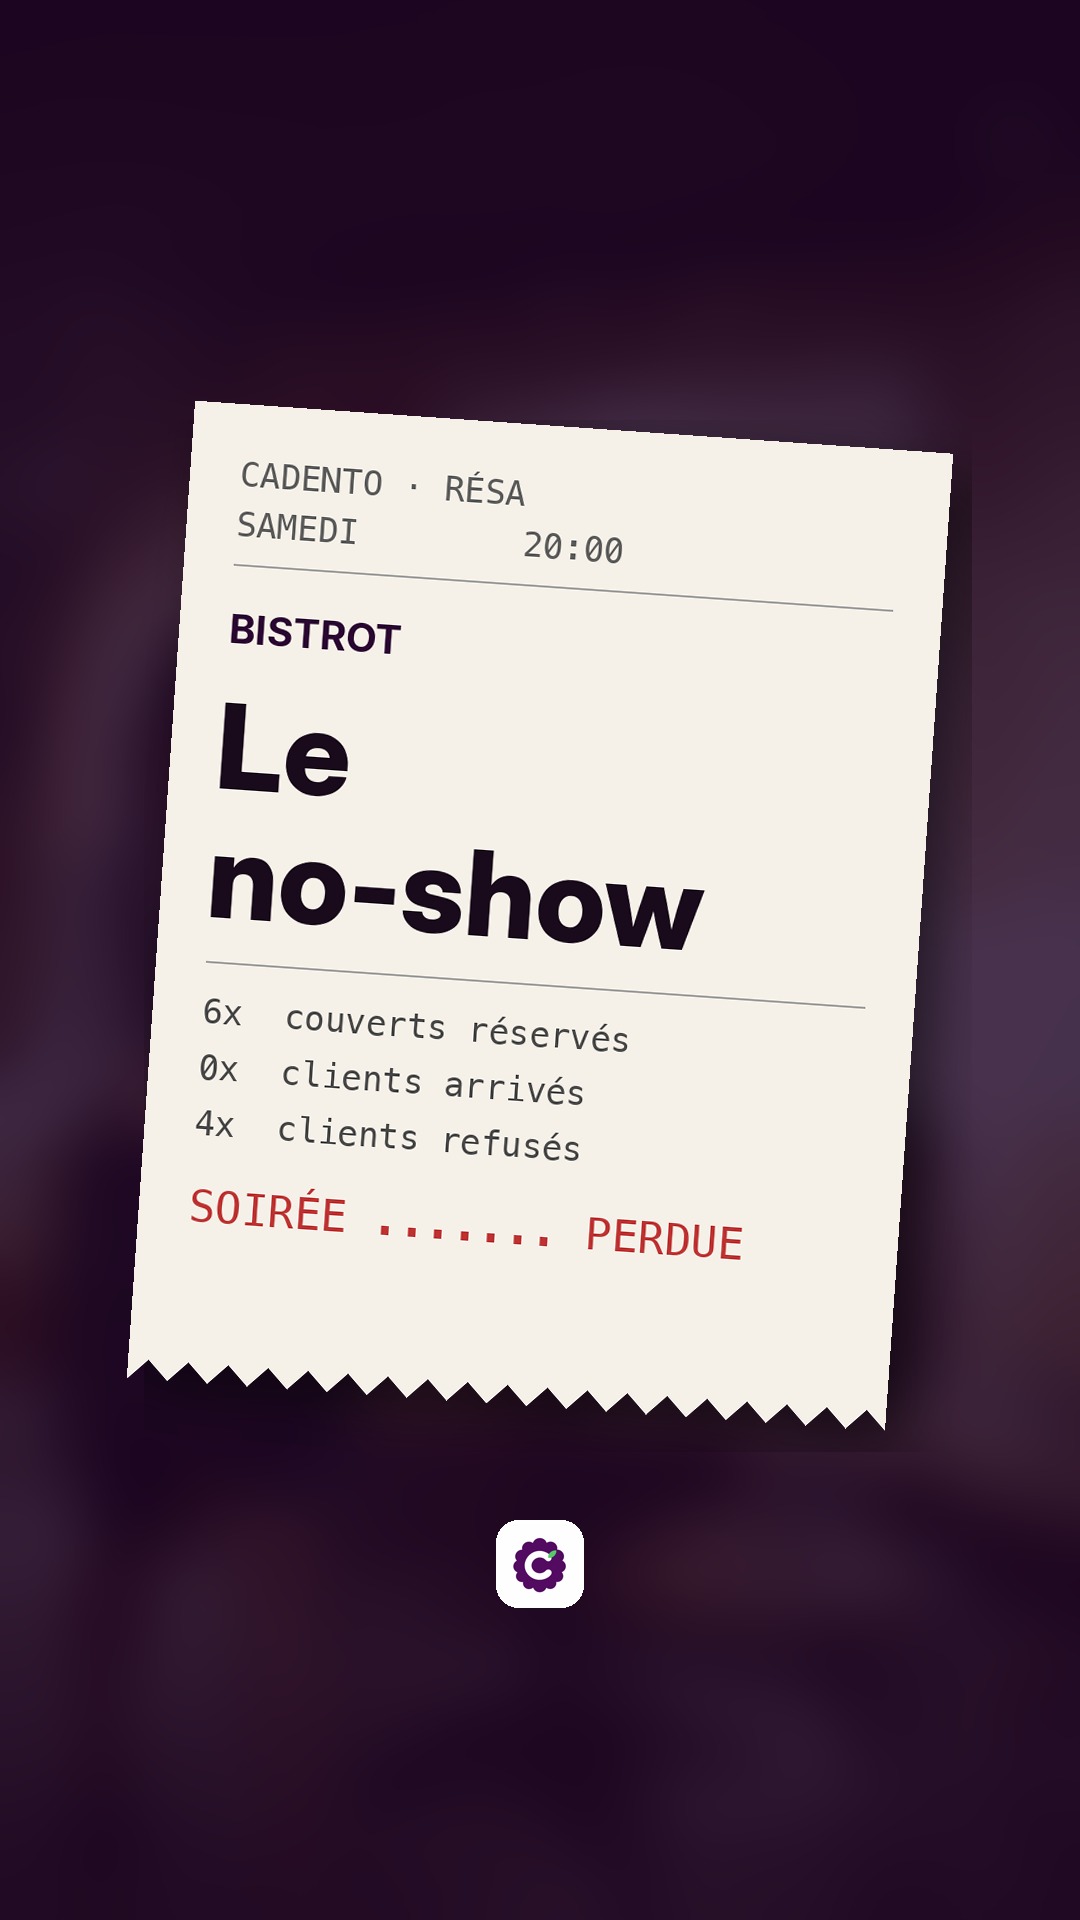 CADENTO · RÉSA
SAMEDI 20:00
BISTROT
Le
no-show
6x couverts réservés
0x clients arrivés
4x clients refusés
SOIRÉE ....... PERDUE